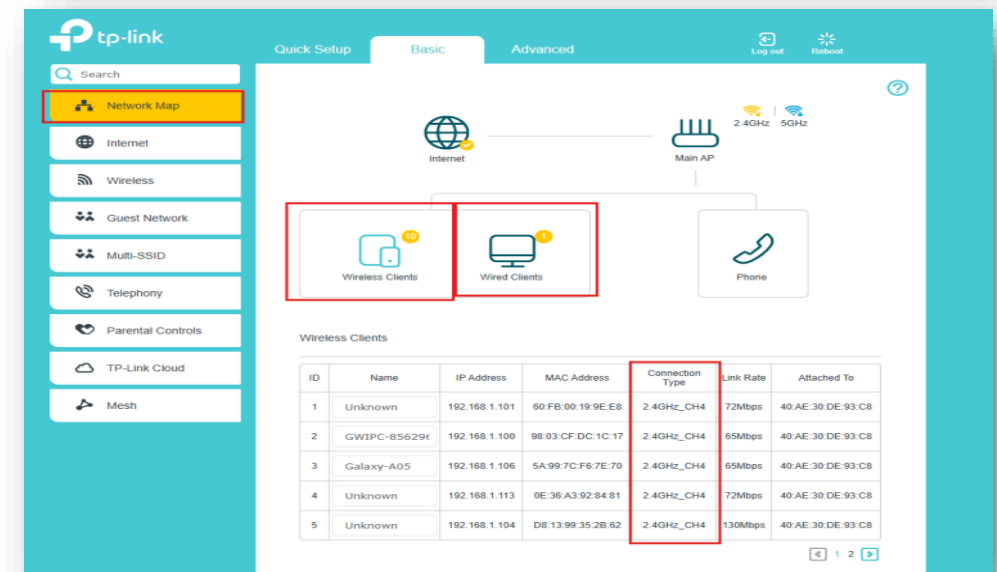 tp-link
Quick Setup Basic Advanced Log out Reboot
Search
Network Map
Internet
Wireless
Guest Network
Multi-SSID
Telephony
Parental Controls
TP-Link Cloud
Mesh
2.4GHz 5GHz
Internet Main AP
10 1
Wireless Clients Wired Clients Phone
Wireless Clients
ID Name IP Address MAC Address Connection Type Link Rate Attached To
1 Unknown 192.168.1.101 60:FB:00:19:9E:E8 2.4GHz_CH4 72Mbps 40:AE:30:DE:93:C8
2 GWIPC-856296 192.168.1.100 98:03:CF:DC:1C:17 2.4GHz_CH4 65Mbps 40:AE:30:DE:93:C8
3 Galaxy-A05 192.168.1.106 5A:99:7C:F6:7E:70 2.4GHz_CH4 65Mbps 40:AE:30:DE:93:C8
4 Unknown 192.168.1.113 0E:36:A3:92:84:81 2.4GHz_CH4 72Mbps 40:AE:30:DE:93:C8
5 Unknown 192.168.1.104 D8:13:99:35:2B:62 2.4GHz_CH4 130Mbps 40:AE:30:DE:93:C8
1 2